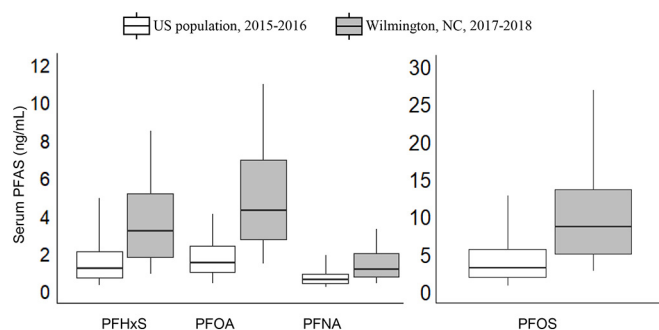 US population, 2015-2016
Wilmington, NC, 2017-2018
Serum PFAS (ng/mL)
12
10
8
6
4
2
0
PFHxS
PFOA
PFNA
30
25
20
15
10
5
0
PFOS